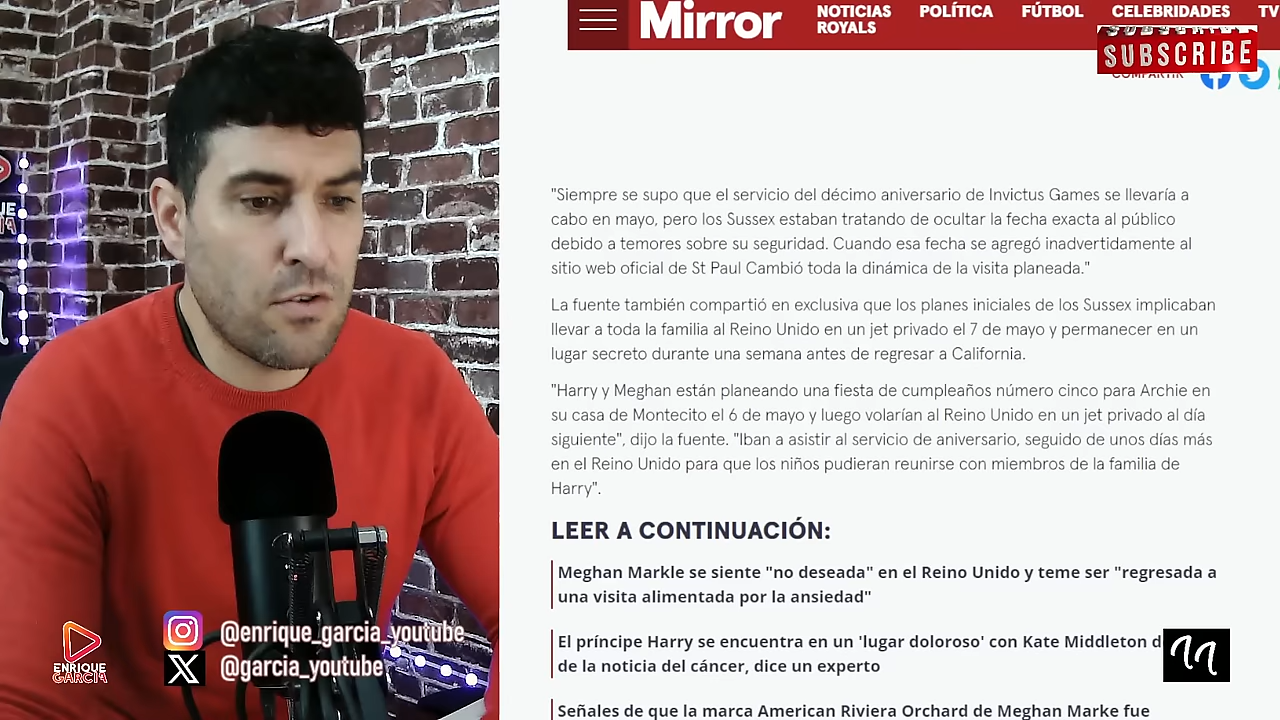 Mirror
NOTICIAS
ROYALS
POLÍTICA
FÚTBOL
CELEBRIDADES
TV
SUBSCRIBE
COMPARTIR
"Siempre se supo que el servicio del décimo aniversario de Invictus Games se llevaría a
cabo en mayo, pero los Sussex estaban tratando de ocultar la fecha exacta al público
debido a temores sobre su seguridad. Cuando esa fecha se agregó inadvertidamente al
sitio web oficial de St Paul Cambió toda la dinámica de la visita planeada."
La fuente también compartió en exclusiva que los planes iniciales de los Sussex implicaban
llevar a toda la familia al Reino Unido en un jet privado el 7 de mayo y permanecer en un
lugar secreto durante una semana antes de regresar a California.
"Harry y Meghan están planeando una fiesta de cumpleaños número cinco para Archie en
su casa de Montecito el 6 de mayo y luego volarían al Reino Unido en un jet privado al día
siguiente", dijo la fuente. "Iban a asistir al servicio de aniversario, seguido de unos días más
en el Reino Unido para que los niños pudieran reunirse con miembros de la familia de
Harry".
LEER A CONTINUACIÓN:
Meghan Markle se siente "no deseada" en el Reino Unido y teme ser "regresada a
una visita alimentada por la ansiedad"
El príncipe Harry se encuentra en un 'lugar doloroso' con Kate Middleton
de la noticia del cáncer, dice un experto
Señales de que la marca American Riviera Orchard de Meghan Marke fue
@enrique_garcia_youtube
@garcia_youtube
ENRIQUE
GARCIA